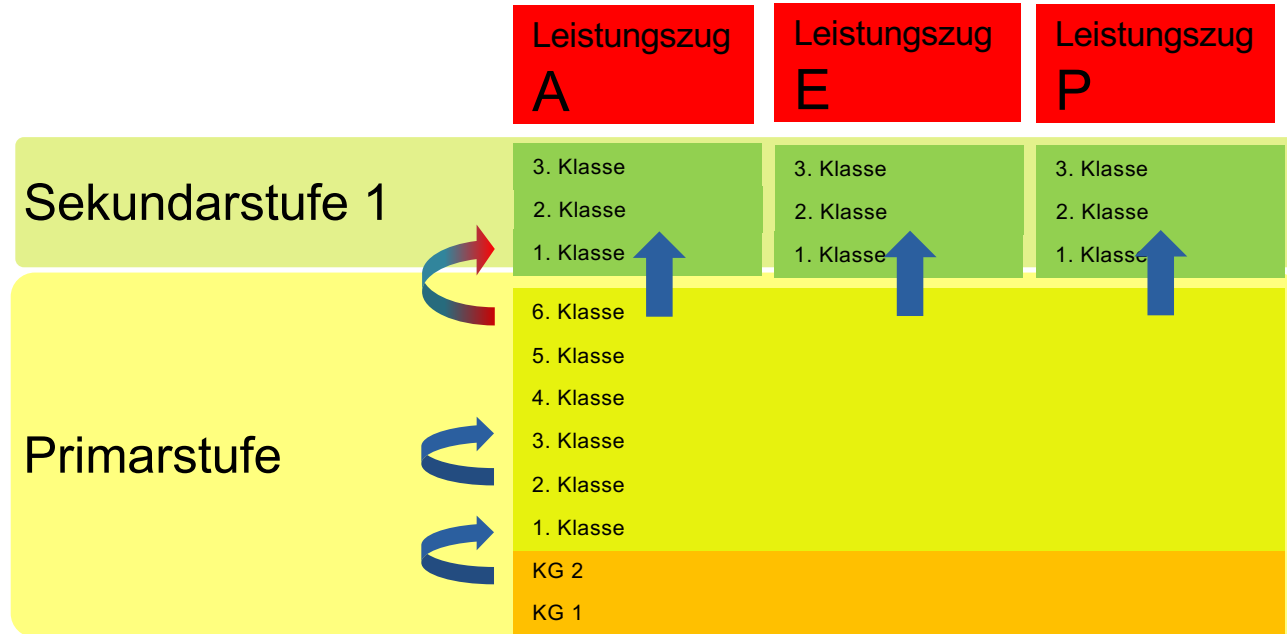 Leistungszug
A
Leistungszug
E
Leistungszug
P
Sekundarstufe 1
3. Klasse
2. Klasse
1. Klasse
3. Klasse
2. Klasse
1. Klasse
3. Klasse
2. Klasse
1. Klasse
Primarstufe
6. Klasse
5. Klasse
4. Klasse
3. Klasse
2. Klasse
1. Klasse
KG 2
KG 1